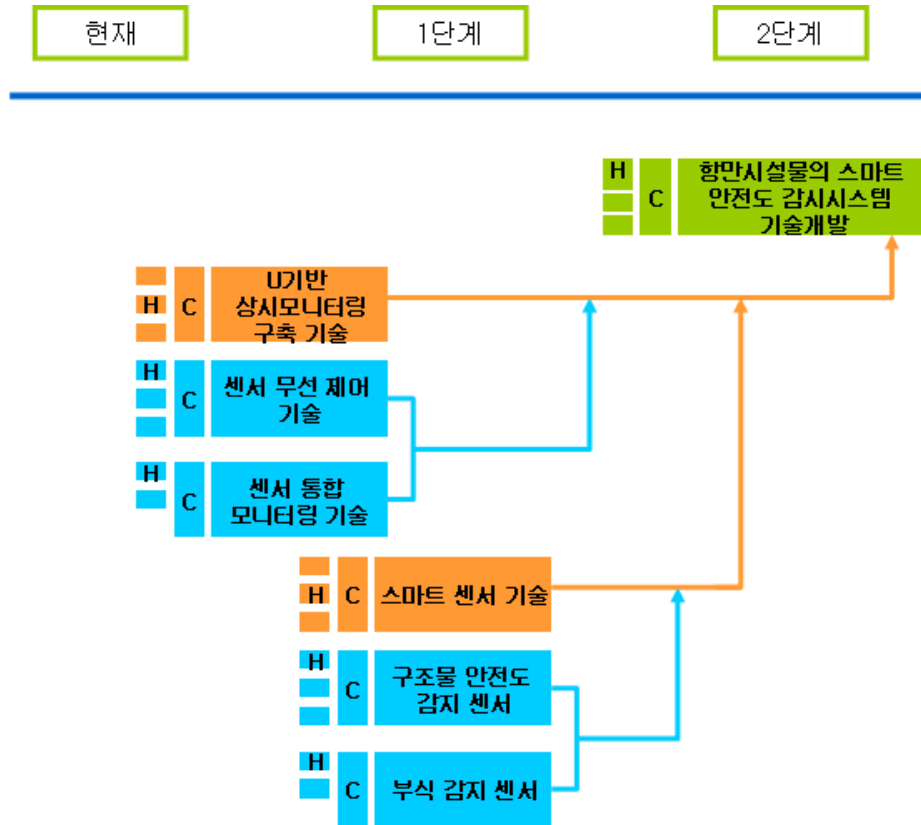 현재
1단계
2단계
H
C
항만시설물의 스마트
안전도 감시시스템
기술개발
H
C
U기반
상시모니터링
구축 기술
H
C
센서 무선 제어
기술
H
C
센서 통합
모니터링 기술
H
C
스마트 센서 기술
H
C
구조물 안전도
감지 센서
H
C
부식 감지 센서